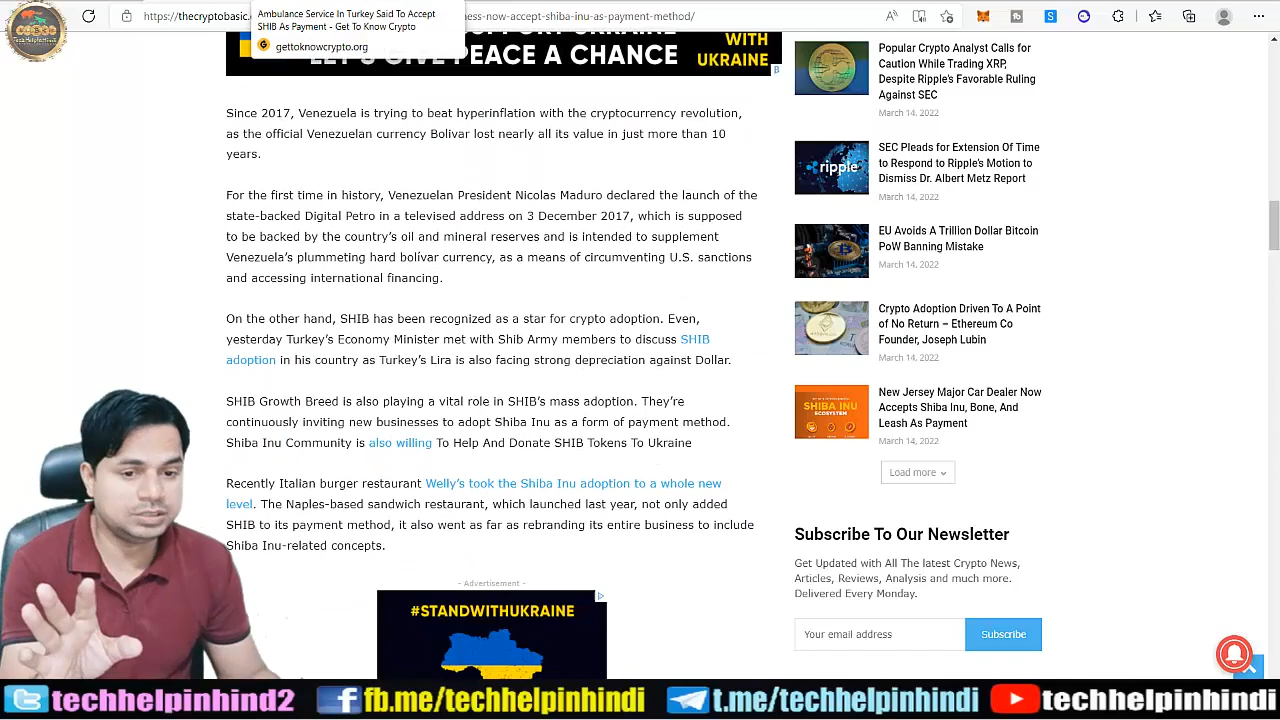 https://thecryptobasic.
ess-now-accept-shiba-inu-as-payment-method/
Ambulance Service In Turkey Said To Accept
SHIB As Payment - Get To Know Crypto
gettoknowcrypto.org
LET'S GIVE PEACE A CHANCE
WITH
UKRAINE
Since 2017, Venezuela is trying to beat hyperinflation with the cryptocurrency revolution,
as the official Venezuelan currency Bolivar lost nearly all its value in just more than 10
years.
For the first time in history, Venezuelan President Nicolas Maduro declared the launch of the
state-backed Digital Petro in a televised address on 3 December 2017, which is supposed
to be backed by the country's oil and mineral reserves and is intended to supplement
Venezuela's plummeting hard bolívar currency, as a means of circumventing U.S. sanctions
and accessing international financing.
On the other hand, SHIB has been recognized as a star for crypto adoption. Even,
yesterday Turkey's Economy Minister met with Shib Army members to discuss SHIB
adoption in his country as Turkey's Lira is also facing strong depreciation against Dollar.
SHIB Growth Breed is also playing a vital role in SHIB's mass adoption. They're
continuously inviting new businesses to adopt Shiba Inu as a form of payment method.
Shiba Inu Community is also willing To Help And Donate SHIB Tokens To Ukraine
Recently Italian burger restaurant Welly's took the Shiba Inu adoption to a whole new
level. The Naples-based sandwich restaurant, which launched last year, not only added
SHIB to its payment method, it also went as far as rebranding its entire business to include
Shiba Inu-related concepts.
- Advertisement -
#STANDWITHUKRAINE
Popular Crypto Analyst Calls for
Caution While Trading XRP,
Despite Ripple's Favorable Ruling
Against SEC
March 14, 2022
ripple
SEC Pleads for Extension Of Time
to Respond to Ripple's Motion to
Dismiss Dr. Albert Metz Report
March 14, 2022
EU Avoids A Trillion Dollar Bitcoin
PoW Banning Mistake
March 14, 2022
Crypto Adoption Driven To A Point
of No Return – Ethereum Co
Founder, Joseph Lubin
March 14, 2022
SHIBA INU
ECOSYSTEM
New Jersey Major Car Dealer Now
Accepts Shiba Inu, Bone, And
Leash As Payment
March 14, 2022
Load more
Subscribe To Our Newsletter
Get Updated with All The latest Crypto News,
Articles, Reviews, Analysis and much more.
Delivered Every Monday.
Your email address
Subscribe
techhelpinhind2
fb.me/techhelpinhindi
t.me/techhelpinhindi
techhelpinhindi